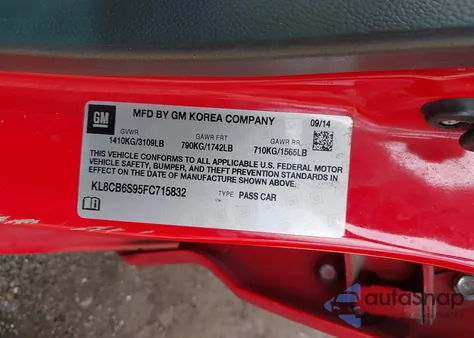 GM
MFD BY GM KOREA COMPANY 09/14
GVWR GAWR FRT GAWR RR
1410KG/3109LB 790KG/1742LB 710KG/1565LB
THIS VEHICLE CONFORMS TO ALL APPLICABLE U.S. FEDERAL MOTOR
VEHICLE SAFETY, BUMPER, AND THEFT PREVENTION STANDARDS IN
EFFECT ON THE DATE OF MANUFACTURE SHOWN ABOVE.
KL8CB6S95FC715832 TYPE: PASS CAR
autosnap